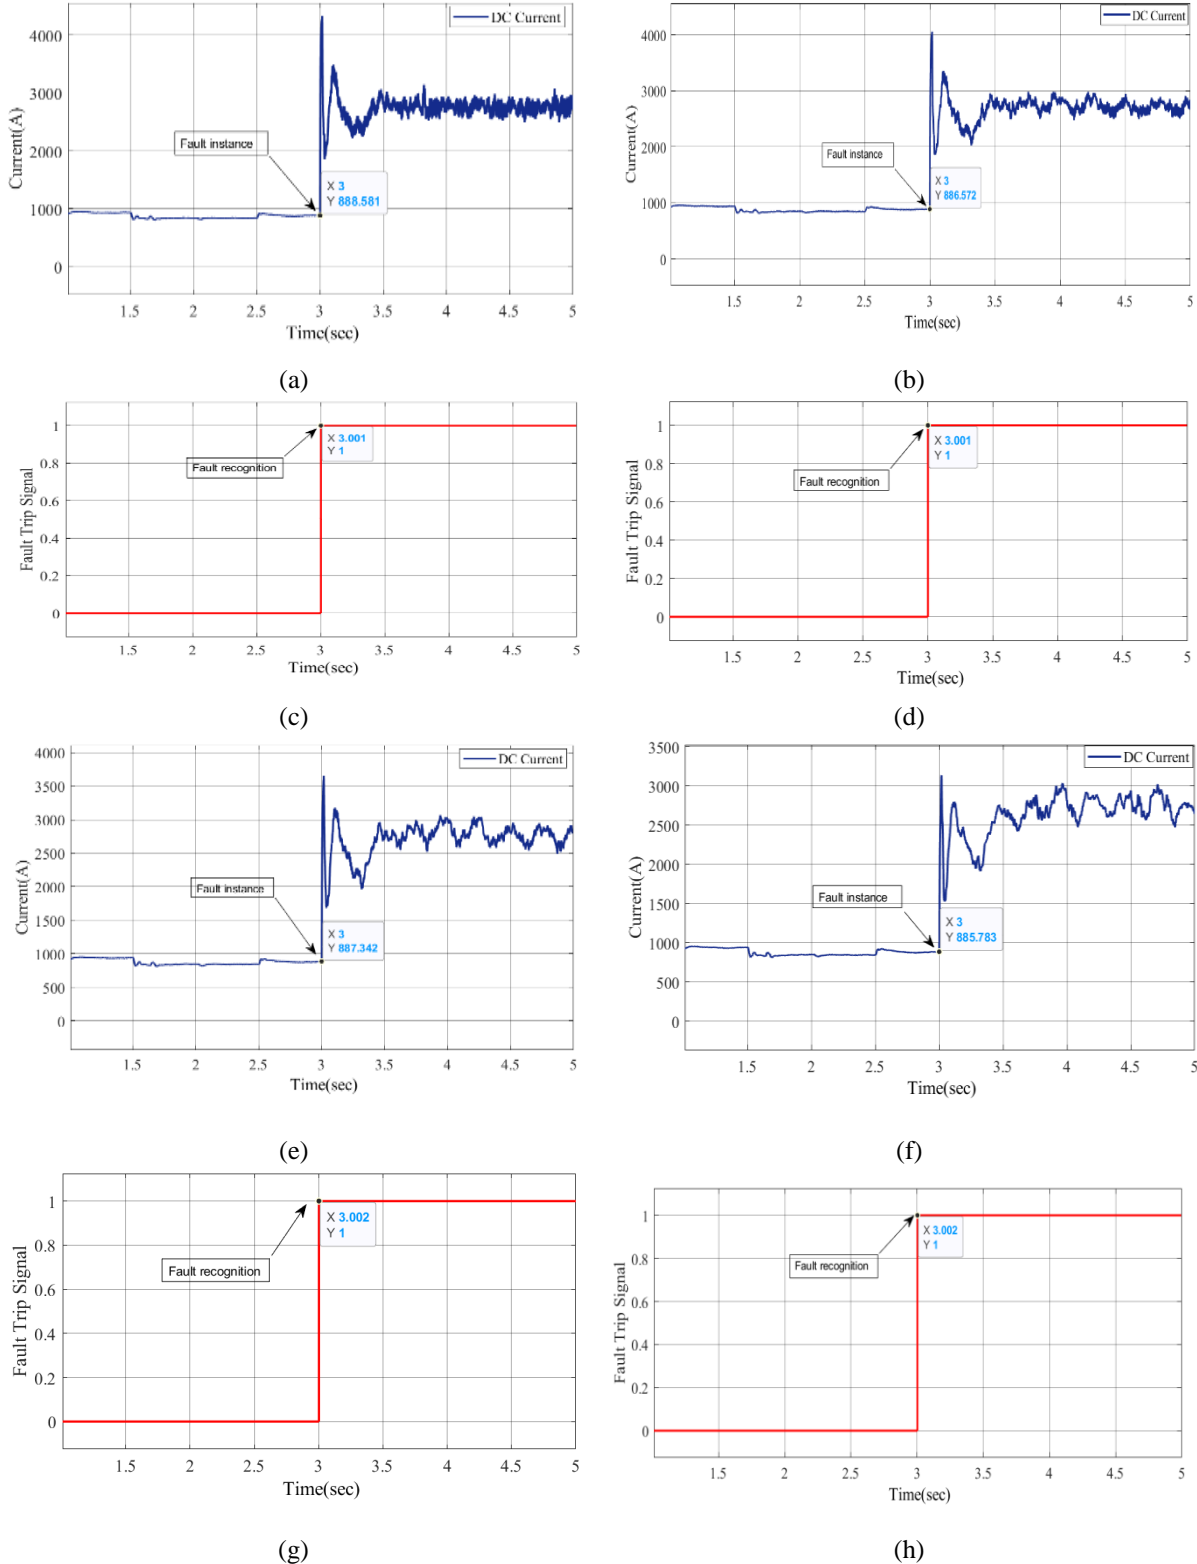 DC Current
4000
3000
2000
1000
0
Current(A)
Fault instance
X 3
Y 888.581
1.5
2
2.5
3
3.5
4
4.5
5
Time(sec)
(a)
DC Current
4000
3000
2000
1000
0
Current(A)
Fault instance
X 3
Y 886.572
1.5
2
2.5
3
3.5
4
4.5
5
Time(sec)
(b)
1
0.8
0.6
0.4
0.2
0
Fault Trip Signal
Fault recognition
X 3.001
Y 1
1.5
2
2.5
3
3.5
4
4.5
5
Time(sec)
(c)
1
0.8
0.6
0.4
0.2
0
Fault Trip Signal
Fault recognition
X 3.001
Y 1
1.5
2
2.5
3
3.5
4
4.5
5
Time(sec)
(d)
DC Current
4000
3500
3000
2500
2000
1500
1000
500
0
Current(A)
Fault instance
X 3
Y 887.342
1.5
2
2.5
3
3.5
4
4.5
5
Time(sec)
(e)
DC Current
3500
3000
2500
2000
1500
1000
500
0
Current(A)
Fault instance
X 3
Y 885.783
1.5
2
2.5
3
3.5
4
4.5
5
Time(sec)
(f)
1
0.8
0.6
0.4
0.2
0
Fault Trip Signal
Fault recognition
X 3.002
Y 1
1.5
2
2.5
3
3.5
4
4.5
5
Time(sec)
(g)
1
0.8
0.6
0.4
0.2
0
Fault Trip Signal
Fault recognition
X 3.002
Y 1
1.5
2
2.5
3
3.5
4
4.5
5
Time(sec)
(h)